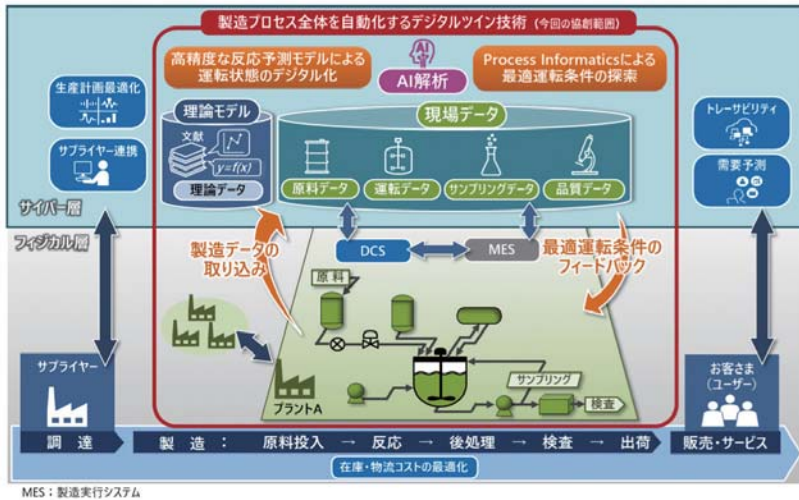 製造プロセス全体を自動化するデジタルツイン技術 (今回の協創範囲)
高精度な反応予測モデルによる
運転状態のデジタル化
AI
AI解析
Process Informaticsによる
最適運転条件の探索
生産計画最適化
サプライヤー連携
理論モデル
文献
y=f(x)
理論データ
現場データ
原料データ
運転データ
サンプリングデータ
品質データ
トレーサビリティ
需要予測
サイバー層
フィジカル層
製造データの
取り込み
DCS
MES
最適運転条件の
フィードバック
原料
プラントA
サンプリング
検査
サプライヤー
お客さま
(ユーザー)
調達
製造: 原料投入 → 反応 → 後処理 → 検査 → 出荷
販売・サービス
在庫・物流コストの最適化
MES:製造実行システム